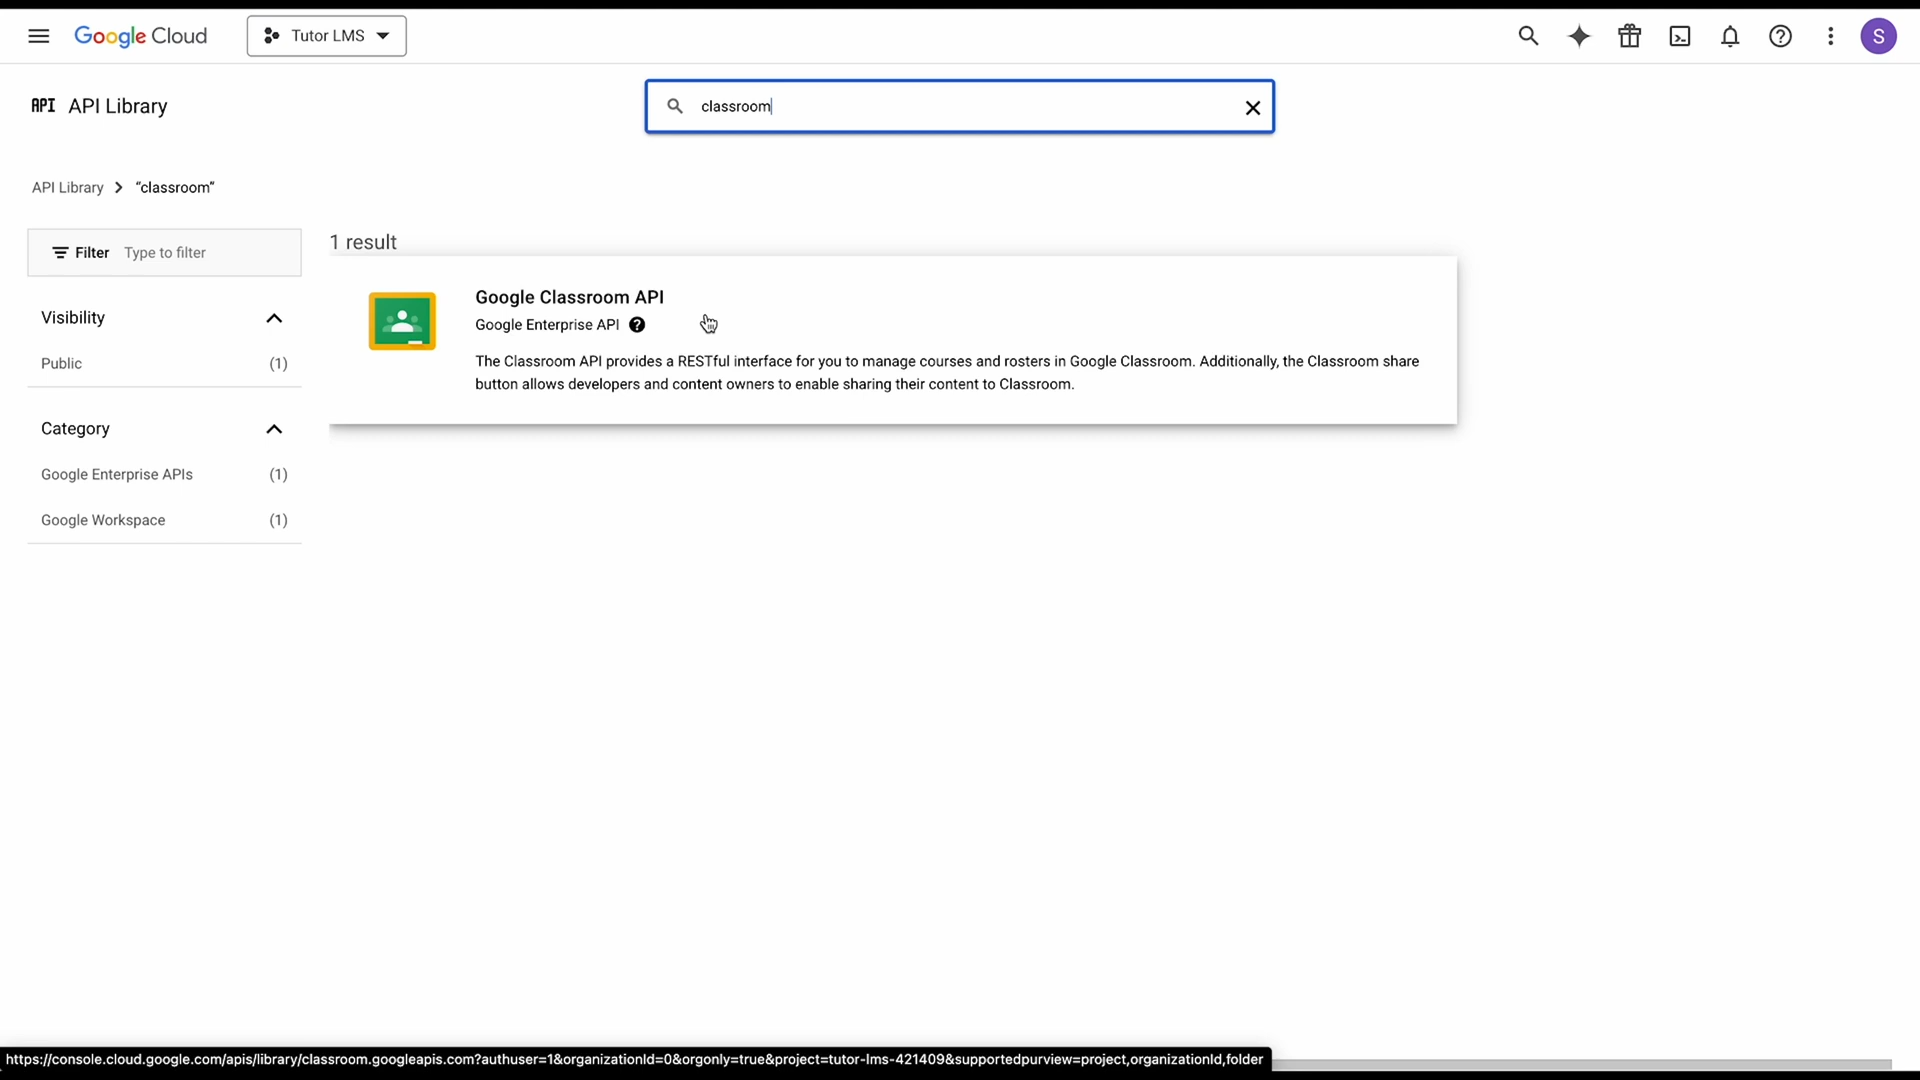 Google Cloud
Tutor LMS
S
API API Library
classroom
API Library > “classroom”
Filter Type to filter
1 result
Visibility
Public (1)
Category
Google Enterprise APIs (1)
Google Workspace (1)
Google Classroom API
Google Enterprise API
The Classroom API provides a RESTful interface for you to manage courses and rosters in Google Classroom. Additionally, the Classroom share
button allows developers and content owners to enable sharing their content to Classroom.
https://console.cloud.google.com/apis/library/classroom.googleapis.com?authuser=1&organizationId=0&orgonly=true&project=tutor-lms-421409&supportedpurview=project,organizationId,folder